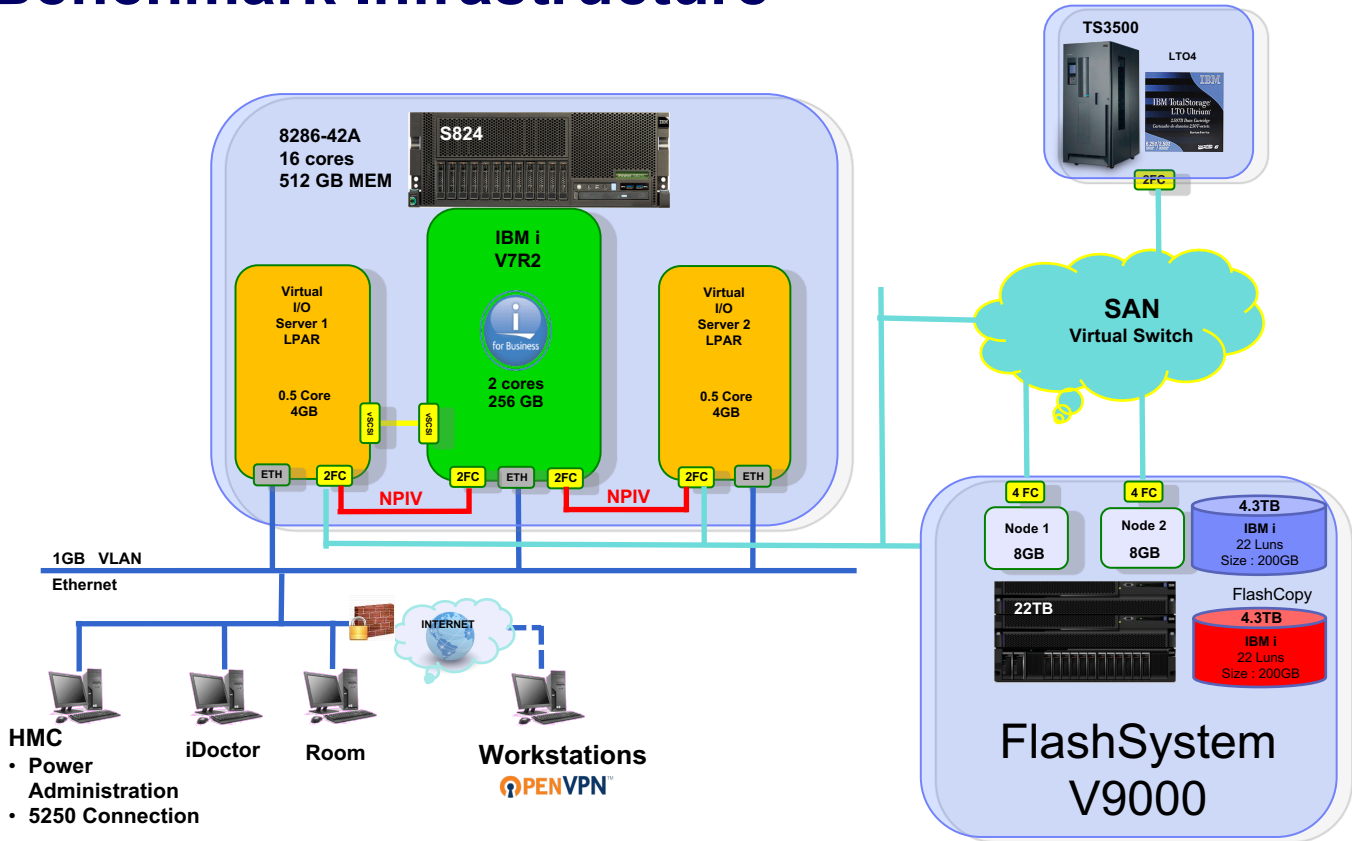 Benchmark Infrastructure
TS3500
LTO4
IBM
IBM TotalStorage
LTO Ultrium
2FC
8286-42A
16 cores
512 GB MEM
S824
IBM i
V7R2
i
for Business
2 cores
256 GB
Virtual
I/O
Server 1
LPAR
0.5 Core
4GB
vSCSI
vSCSI
Virtual
I/O
Server 2
LPAR
0.5 Core
4GB
ETH
2FC
2FC
ETH
2FC
2FC
ETH
NPIV
NPIV
SAN
Virtual Switch
1GB VLAN
Ethernet
INTERNET
HMC
• Power
Administration
• 5250 Connection
iDoctor
Room
Workstations
OPENVPN™
4 FC
4 FC
Node 1
8GB
Node 2
8GB
4.3TB
IBM i
22 Luns
Size : 200GB
FlashCopy
22TB
4.3TB
IBM i
22 Luns
Size : 200GB
FlashSystem
V9000